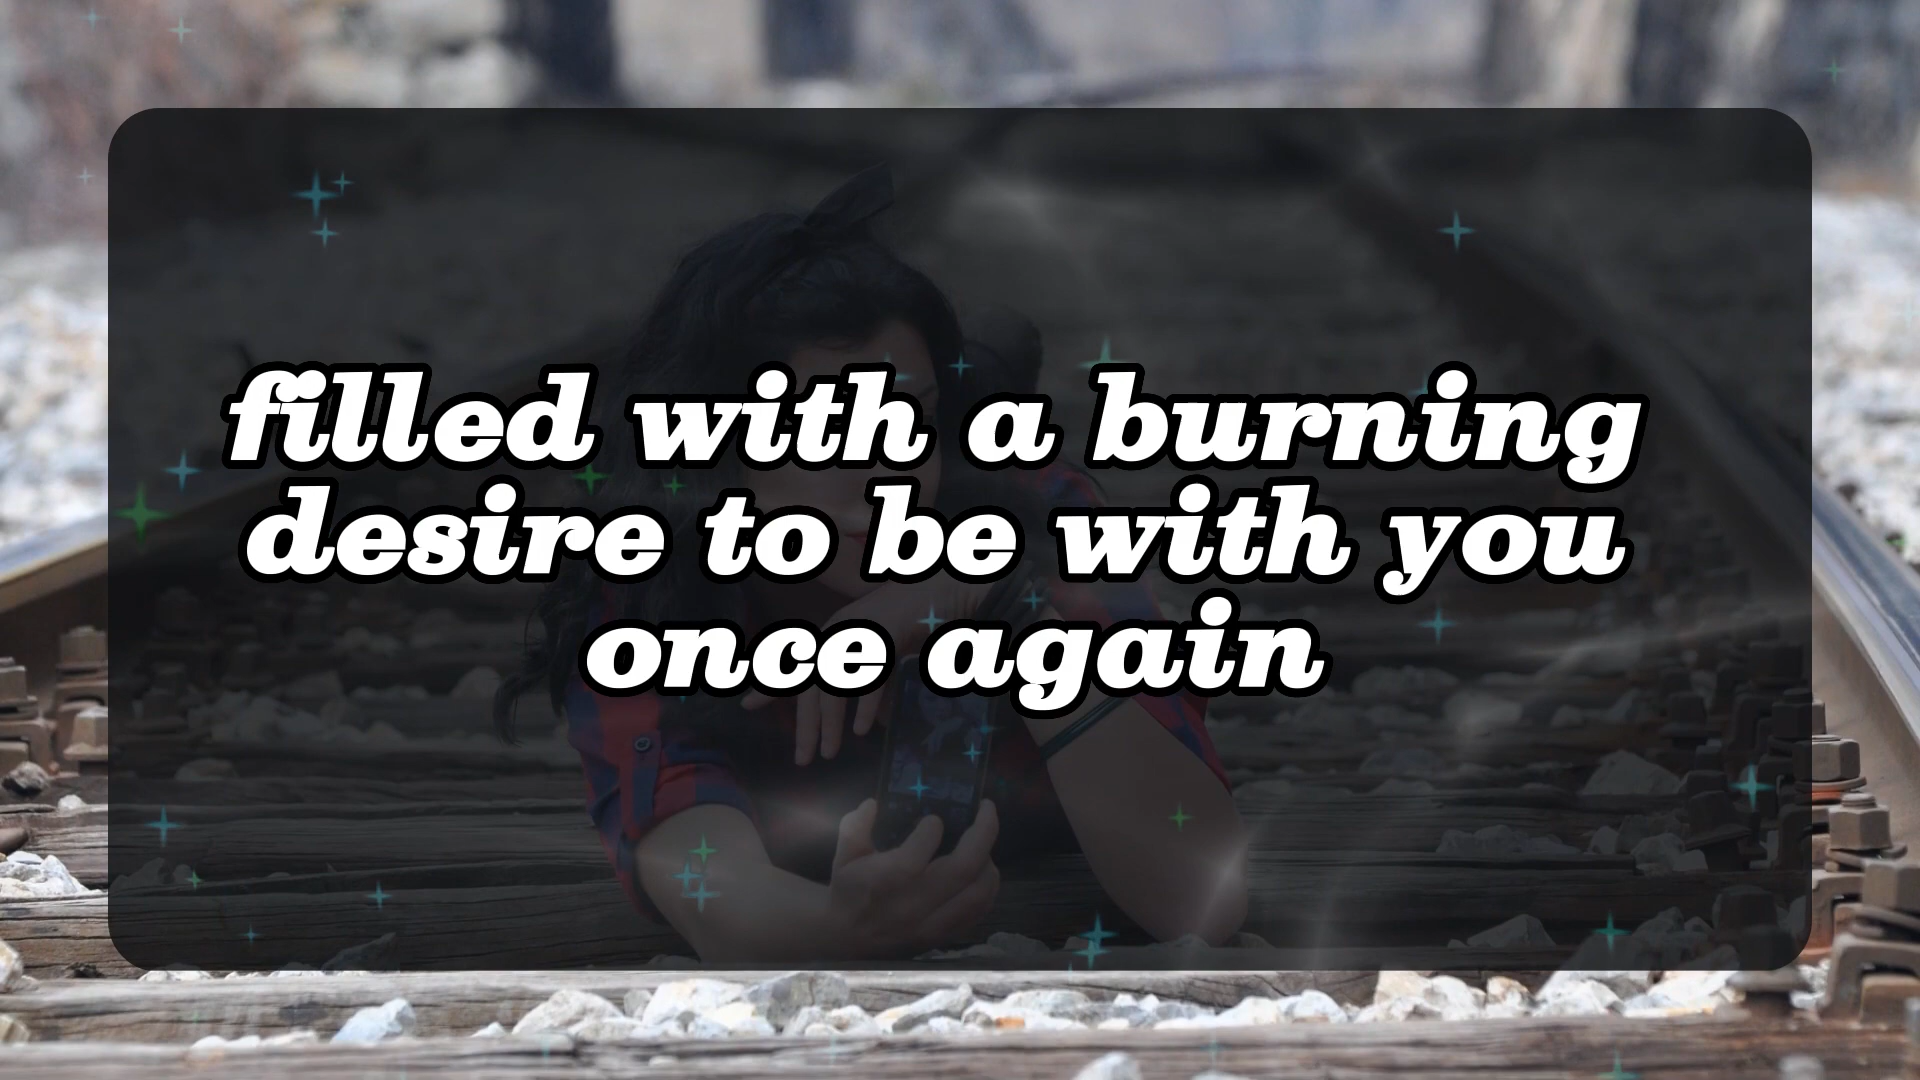 filled with a burning
desire to be with you
once again